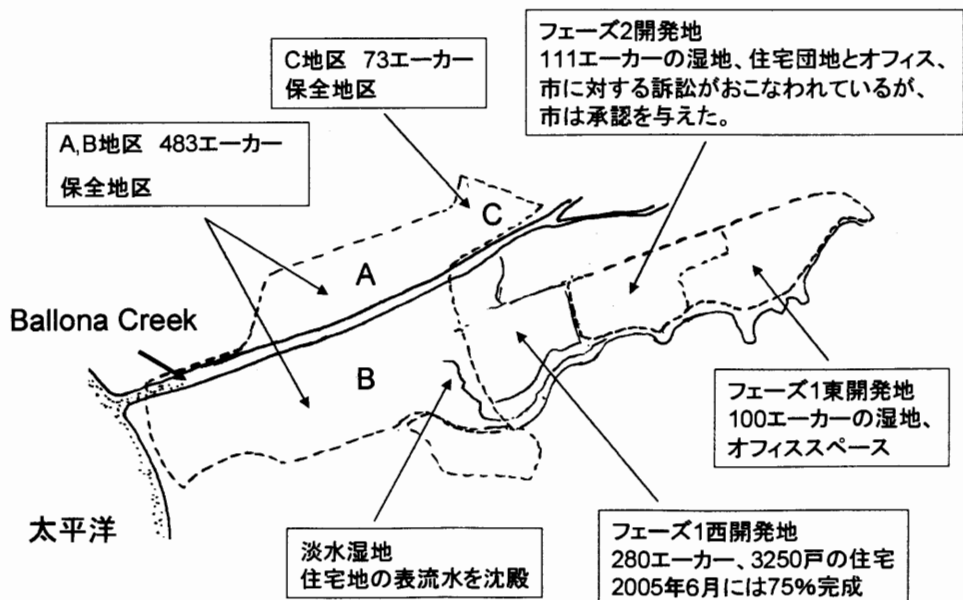 フェーズ2開発地
111エーカーの湿地、住宅団地とオフィス、
市に対する訴訟がおこなわれているが、
市は承認を与えた。
C地区 73エーカー
保全地区
A,B地区 483エーカー
保全地区
C
A
Ballona Creek
B
フェーズ1東開発地
100エーカーの湿地、
オフィススペース
太平洋
淡水湿地
住宅地の表流水を沈殿
フェーズ1西開発地
280エーカー、3250戸の住宅
2005年6月には75%完成